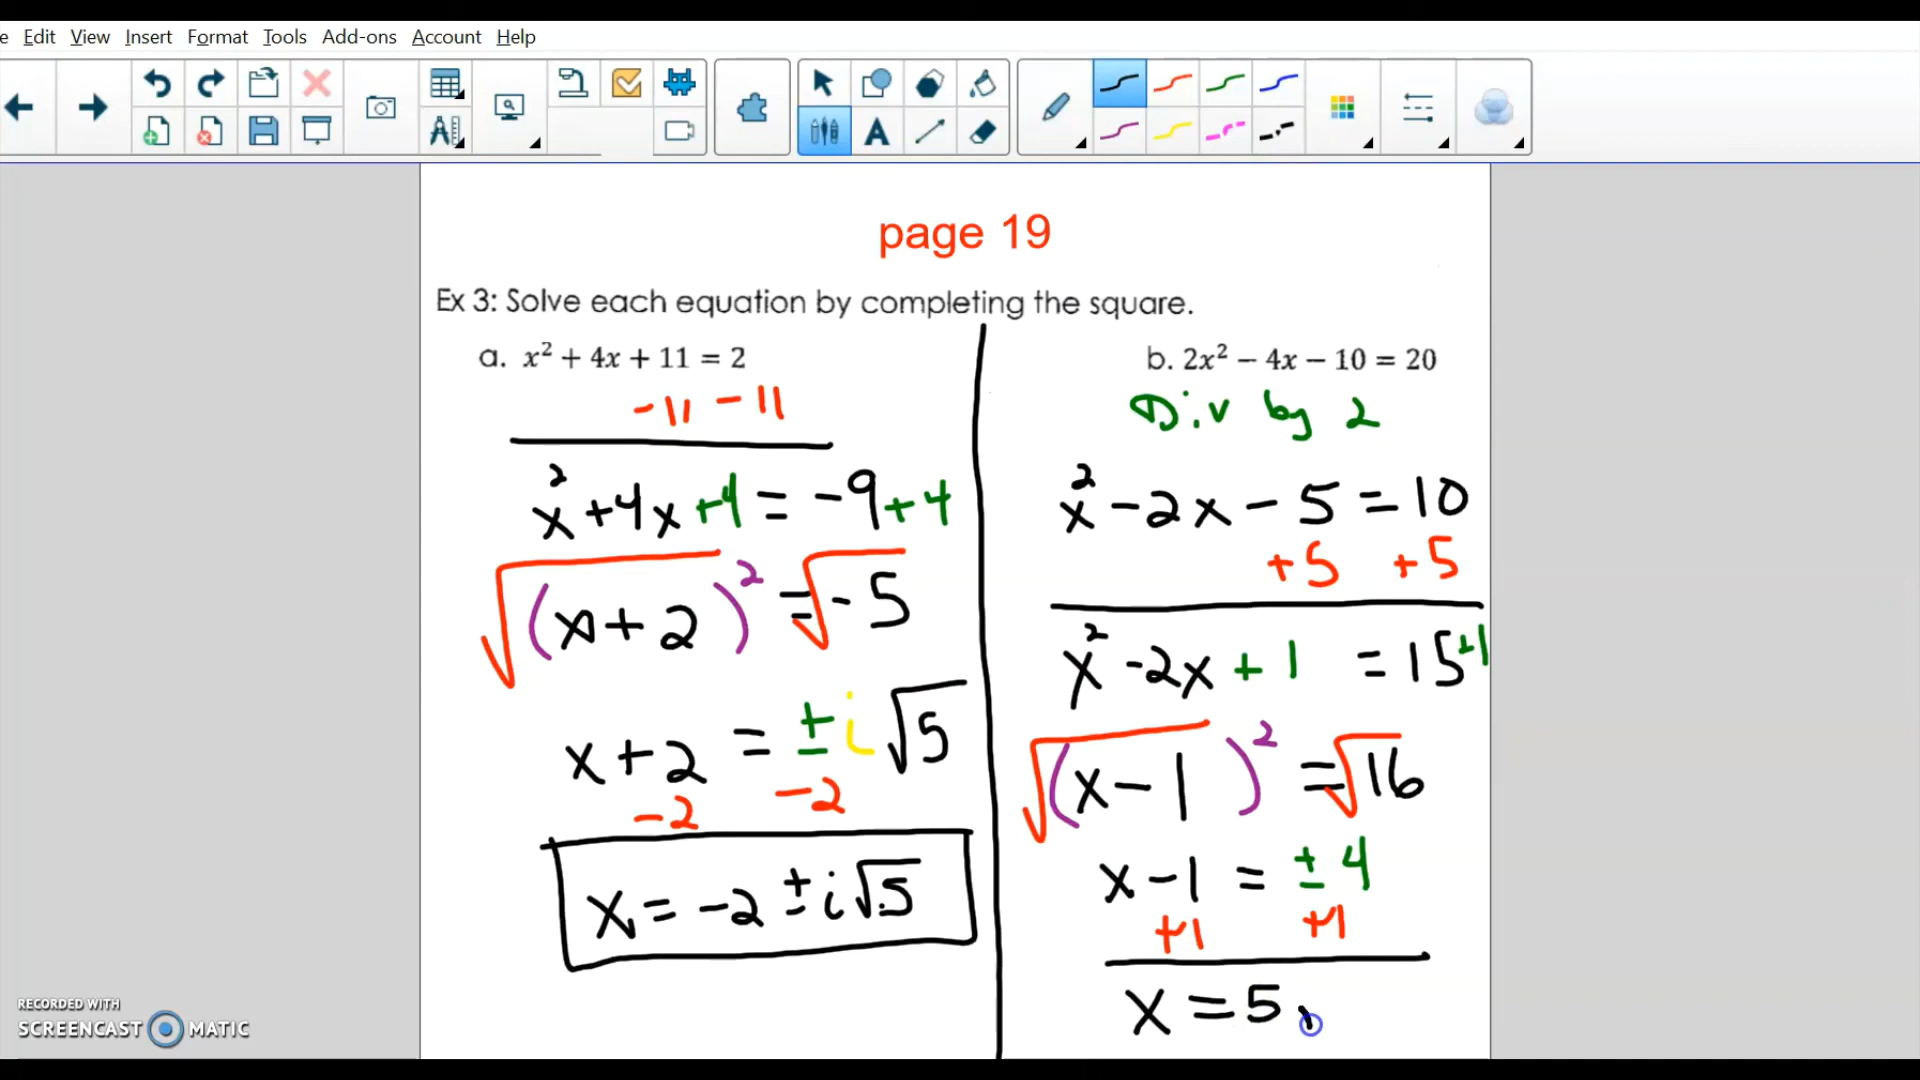 e Edit View Insert Format Tools Add-ons Account Help
page 19
Ex 3: Solve each equation by completing the square.
a. x² + 4x + 11 = 2
-11 -11
x² +4x +4 = -9 +4
√(x+2)² = √-5
x+2 = ± i √5
-2 -2
x = -2 ± i√5
b. 2x² − 4x − 10 = 20
Div by 2
x² -2x - 5 = 10
+5 +5
x² -2x + 1 = 15 +1
√(x-1)² = √16
x-1 = ± 4
+1 +1
x = 5,
RECORDED WITH
SCREENCAST MATIC